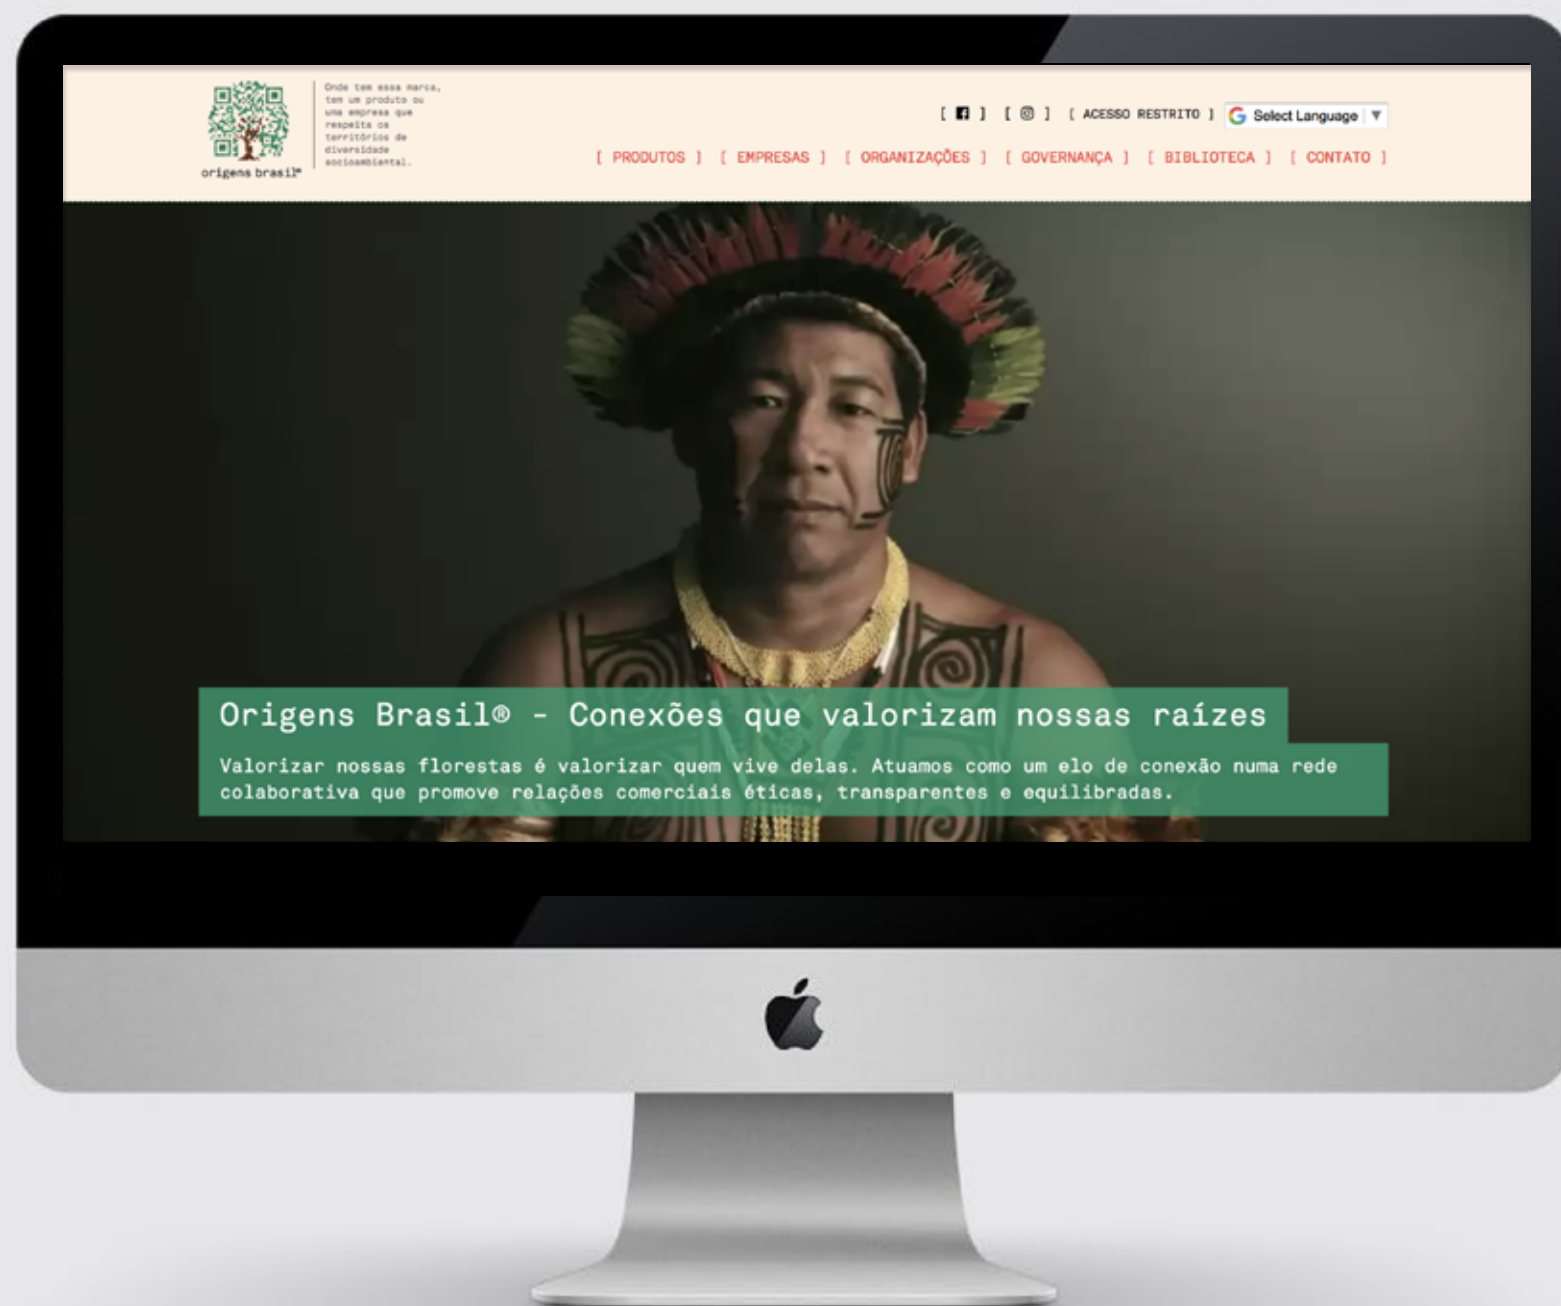 Onde tem essa marca,
tem um produto ou
uma empresa que
respeita os
territórios de
diversidade
socioambiental.
origens brasil®
[ ] [ ] [ ACESSO RESTRITO ] G Select Language ▼
[ PRODUTOS ] [ EMPRESAS ] [ ORGANIZAÇÕES ] [ GOVERNANÇA ] [ BIBLIOTECA ] [ CONTATO ]
Origens Brasil® - Conexões que valorizam nossas raízes
Valorizar nossas florestas é valorizar quem vive delas. Atuamos como um elo de conexão numa rede
colaborativa que promove relações comerciais éticas, transparentes e equilibradas.